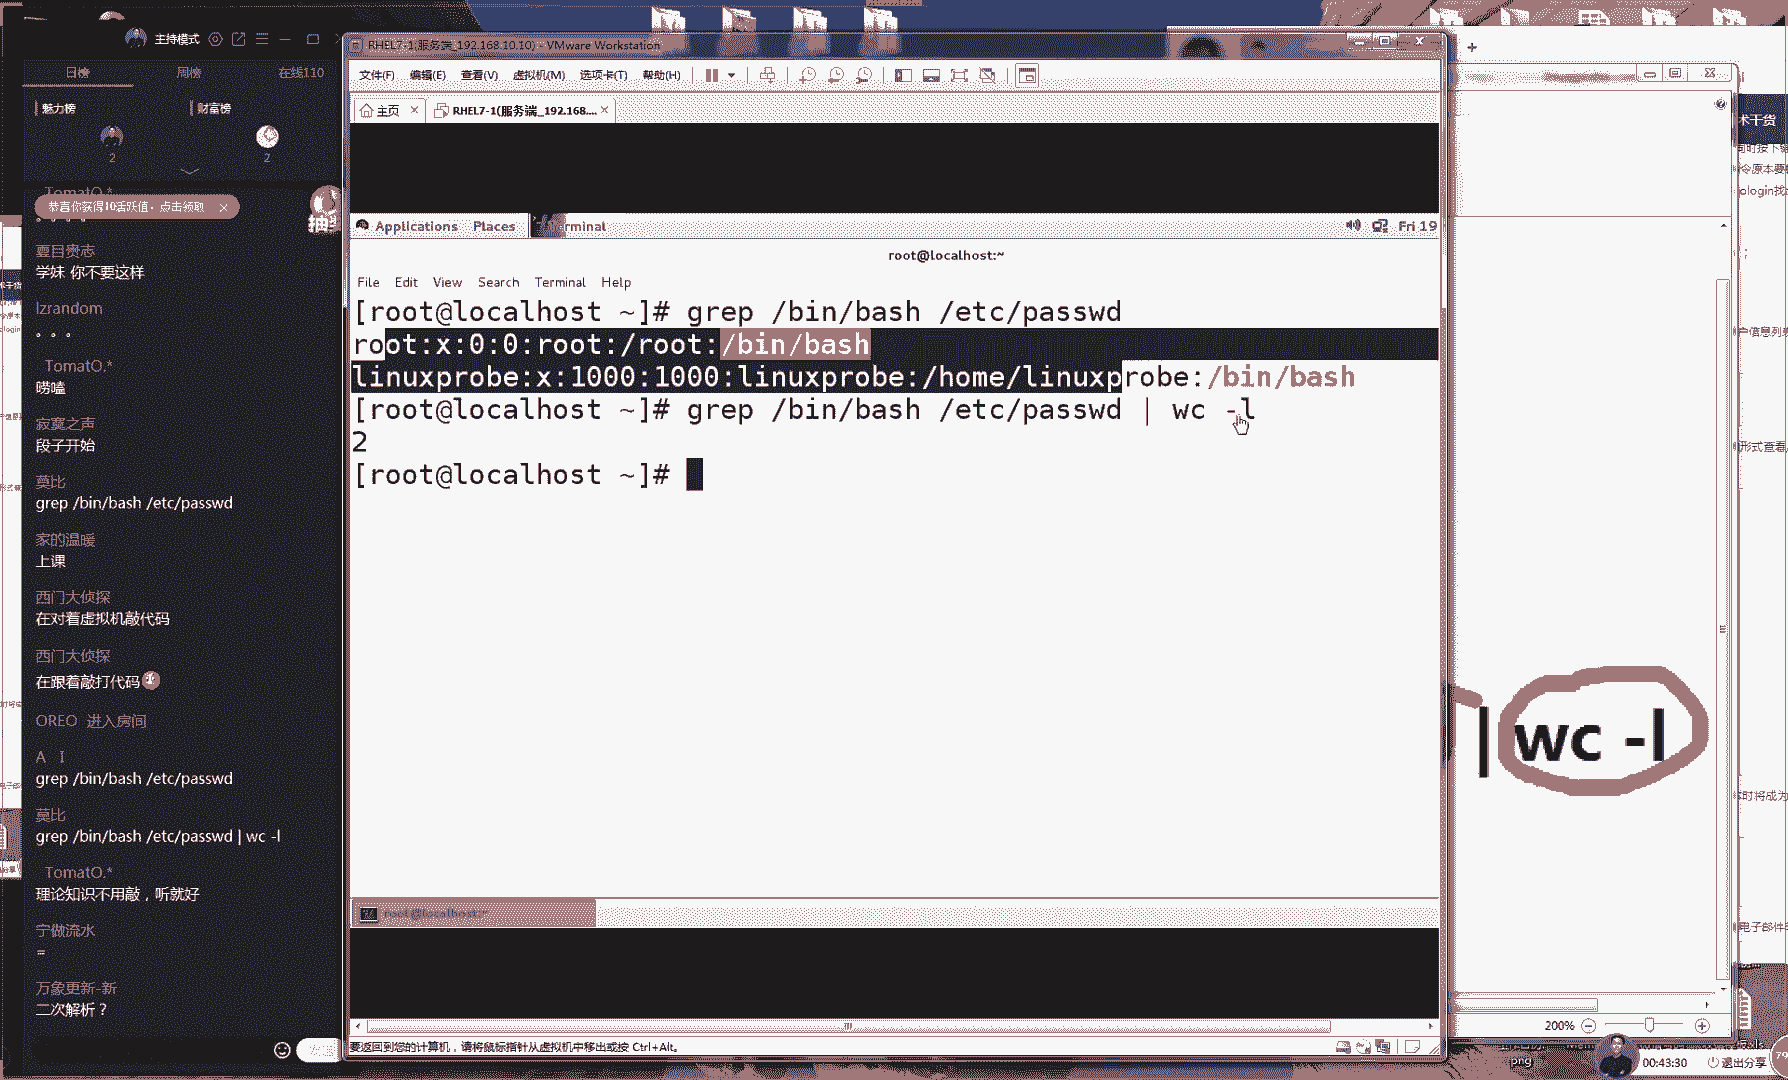 主持模式
日榜 周榜 在线110
魅力榜 财富榜
2 2
TomatO.*
恭喜你获得10活跃值，点击领取
夏目贵志
学妹 你不要这样
lzrandom
。。。
TomatO.*
唠嗑
寂寞之声
段子开始
莫比
grep /bin/bash /etc/passwd
家的温暖
上课
西门大侦探
在对着虚拟机敲代码
西门大侦探
在跟着敲打代码
OREO 进入房间
A I
grep /bin/bash /etc/passwd
莫比
grep /bin/bash /etc/passwd | wc -l
TomatO.*
理论知识不用敲，听就好
宁做流水
=
万象更新-新
二次解析？
RHEL7-1(服务端_192.168.10.10) - VMware Workstation
文件(F) 编辑(E) 查看(V) 虚拟机(M) 选项卡(T) 帮助(H)
主页 RHEL7-1(服务端_192.168....
Applications Places Terminal Fri 19
root@localhost:~
File Edit View Search Terminal Help
[root@localhost ~]# grep /bin/bash /etc/passwd
root:x:0:0:root:/root:/bin/bash
linuxprobe:x:1000:1000:linuxprobe:/home/linuxprobe:/bin/bash
[root@localhost ~]# grep /bin/bash /etc/passwd | wc -l
2
[root@localhost ~]#
root@localhost:~
要返回到您的计算机，请将鼠标指针从虚拟机中移出或按 Ctrl+Alt。
术干货
| wc -l
200%
png
00:43:30 退出分享